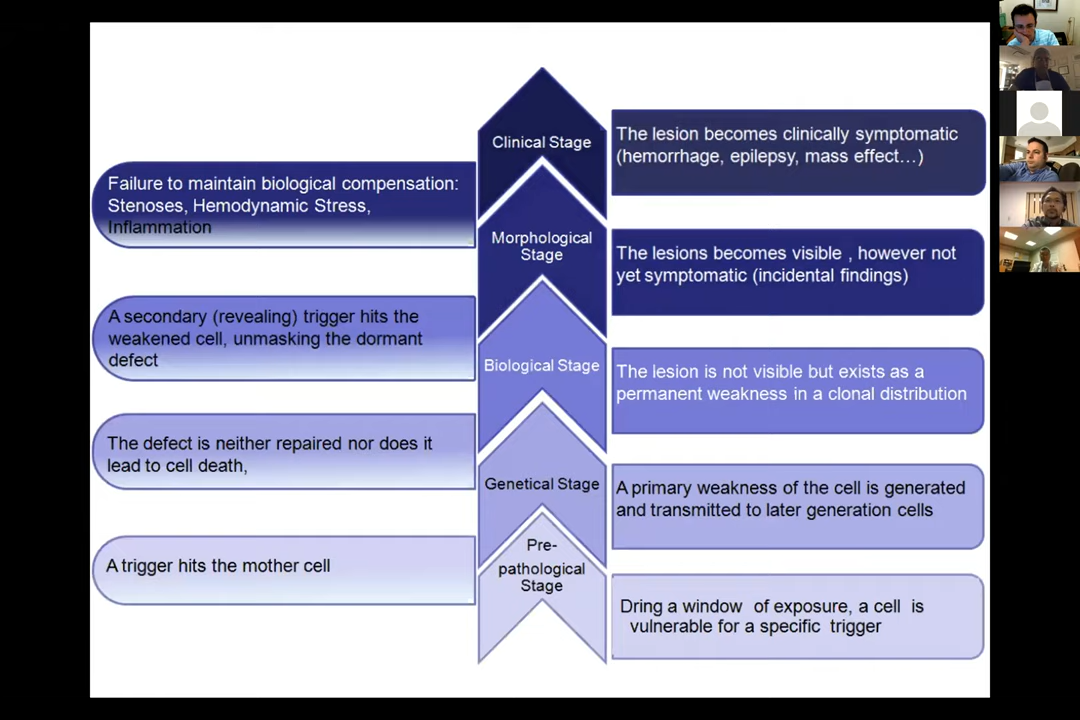 Clinical Stage
The lesion becomes clinically symptomatic
(hemorrhage, epilepsy, mass effect…)
Failure to maintain biological compensation:
Stenoses, Hemodynamic Stress,
Inflammation
Morphological
Stage
The lesions becomes visible , however not
yet symptomatic (incidental findings)
A secondary (revealing) trigger hits the
weakened cell, unmasking the dormant
defect
Biological Stage
The lesion is not visible but exists as a
permanent weakness in a clonal distribution
The defect is neither repaired nor does it
lead to cell death,
Genetical Stage
A primary weakness of the cell is generated
and transmitted to later generation cells
A trigger hits the mother cell
Pre-
pathological
Stage
Dring a window of exposure, a cell is
vulnerable for a specific trigger